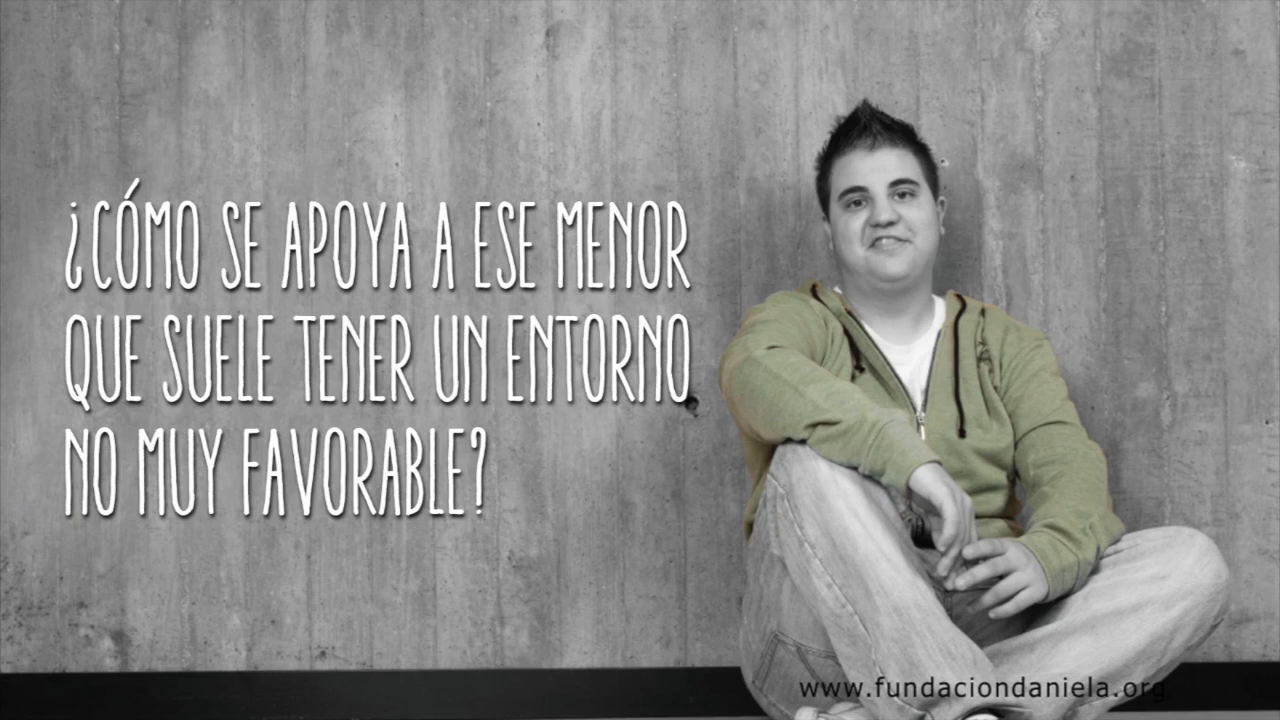 ¿CÓMO SE APOYA A ESE MENOR
QUE SUELE TENER UN ENTORNO
NO MUY FAVORABLE?
www.fundaciondaniela.org